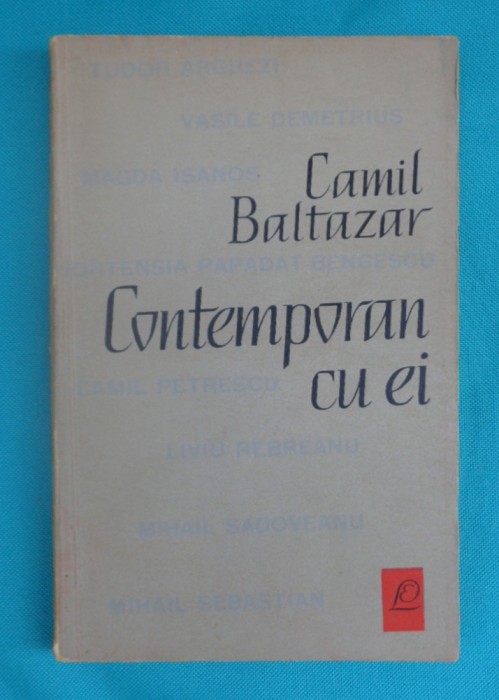 TUDOR ARGHEZI
VASILE DEMETRIUS
MAGDA ISANOS
Camil
Baltazar
HORTENSIA PAPADAT BENGESCU
Contemporan
cu ei
CAMIL PETRESCU
LIVIU REBREANU
MIHAIL SADOVEANU
MIHAIL SEBASTIAN